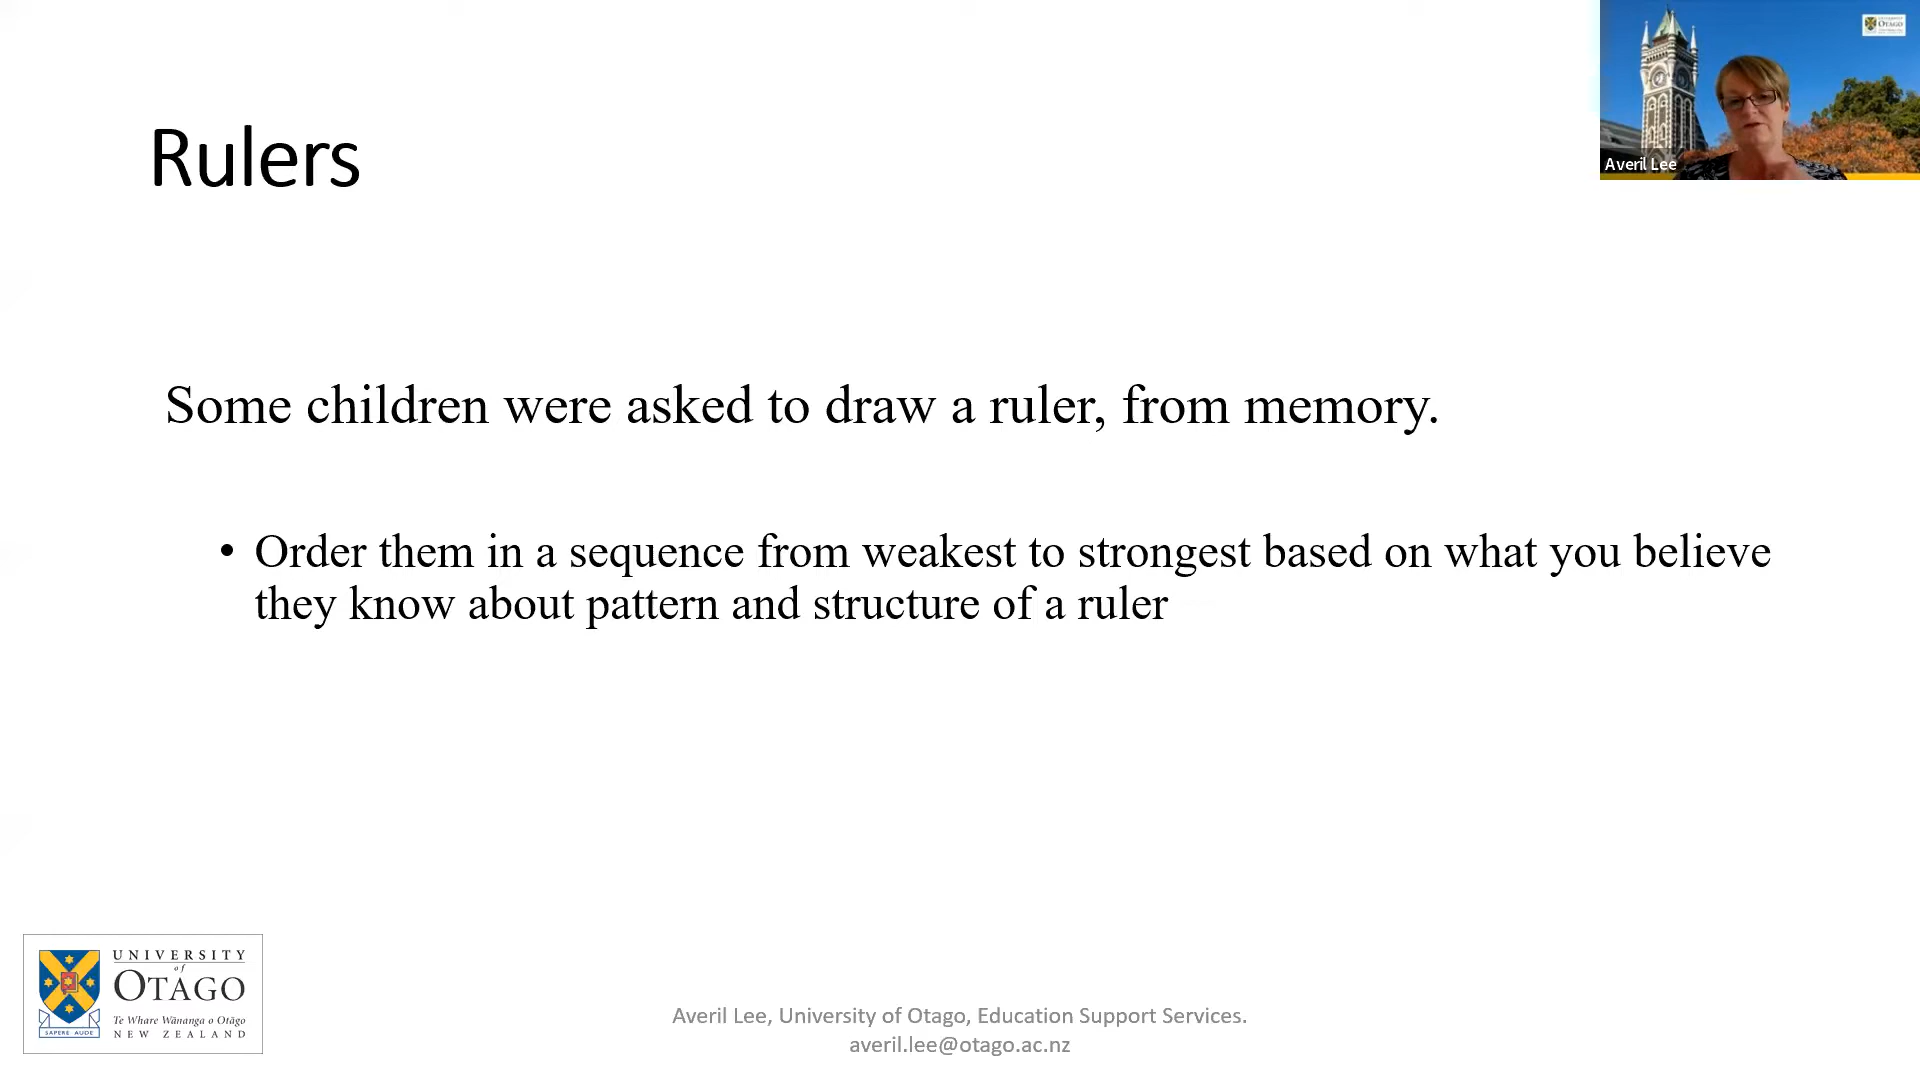 Rulers
OTAGO
Averil Lee
Some children were asked to draw a ruler, from memory.
• Order them in a sequence from weakest to strongest based on what you believe
they know about pattern and structure of a ruler
UNIVERSITY
of
OTAGO
Te Whare Wānanga o Otāgo
NEW ZEALAND
SAPERE AUDE
Averil Lee, University of Otago, Education Support Services.
averil.lee@otago.ac.nz